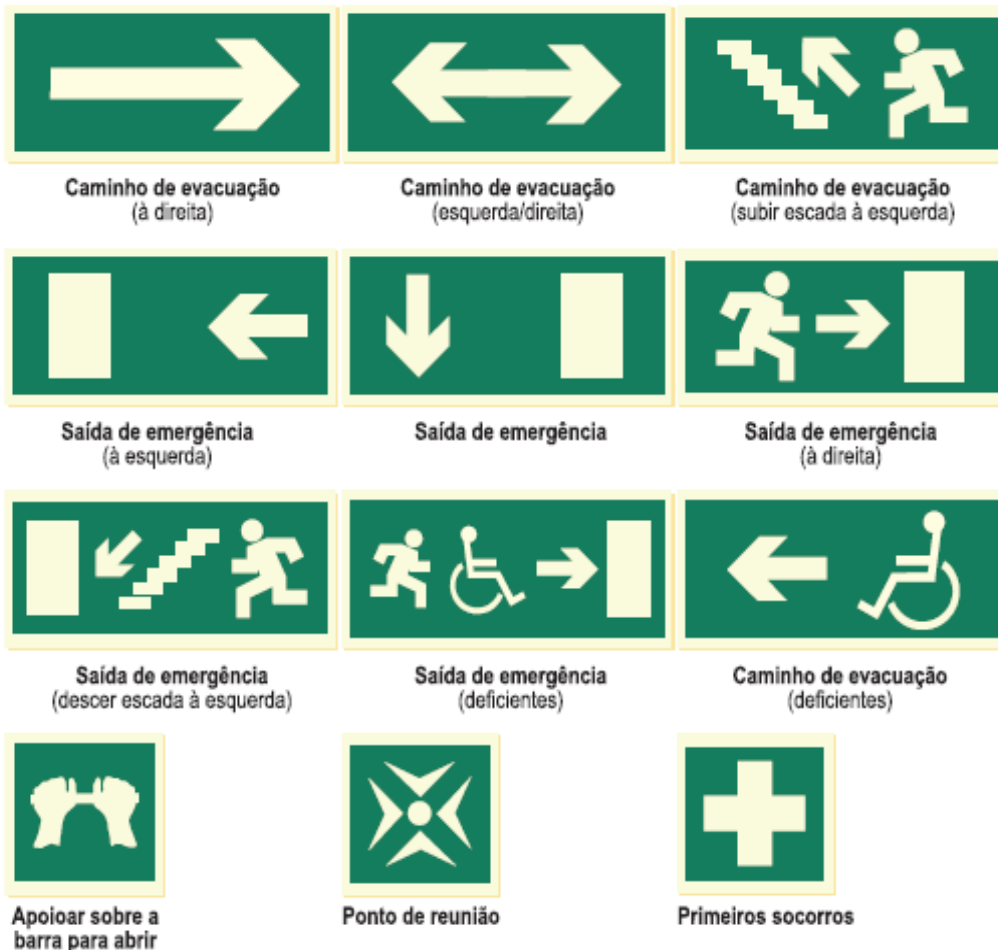 Caminho de evacuação
(à direita)
Caminho de evacuação
(esquerda/direita)
Caminho de evacuação
(subir escada à esquerda)
Saída de emergência
(à esquerda)
Saída de emergência
Saída de emergência
(à direita)
Saída de emergência
(descer escada à esquerda)
Saída de emergência
(deficientes)
Caminho de evacuação
(deficientes)
Apoioar sobre a
barra para abrir
Ponto de reunião
Primeiros socorros